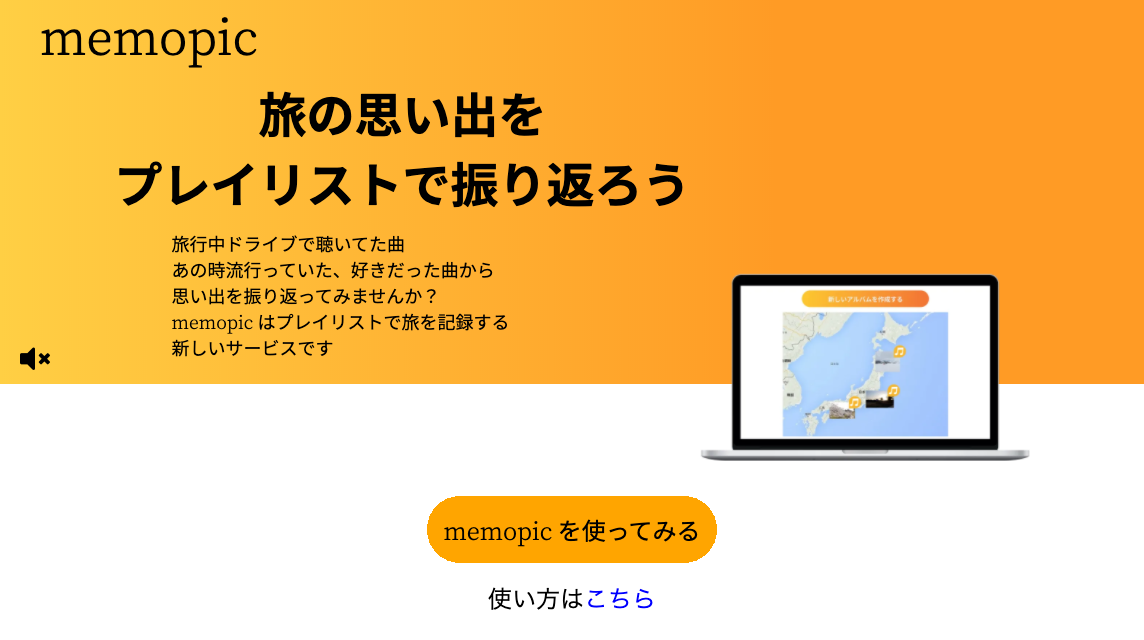 memopic
旅の思い出を
プレイリストで振り返ろう
旅行中ドライブで聴いてた曲
あの時流行っていた、好きだった曲から
思い出を振り返ってみませんか？
memopic はプレイリストで旅を記録する
新しいサービスです
新しいアルバムを作成する
memopic を使ってみる
使い方はこちら